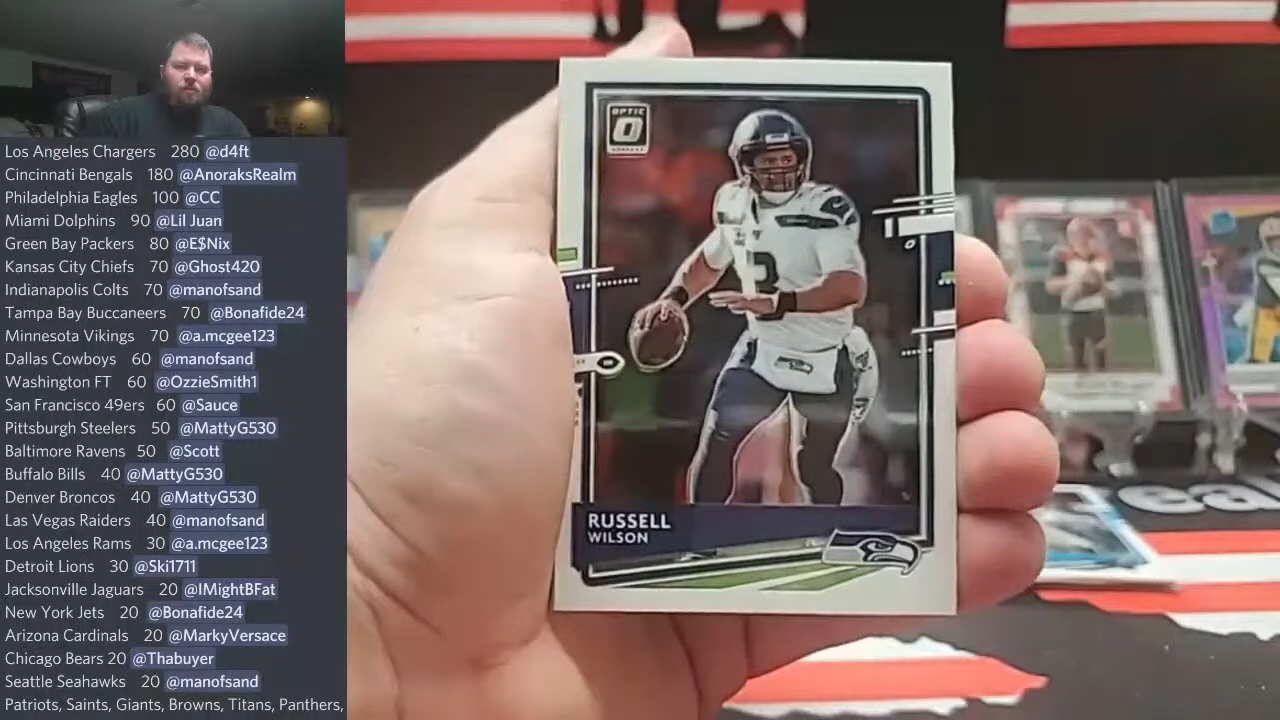 Los Angeles Chargers 280 @d4ft
Cincinnati Bengals 180 @AnoraksRealm
Philadelphia Eagles 100 @CC
Miami Dolphins 90 @Lil Juan
Green Bay Packers 80 @E$Nix
Kansas City Chiefs 70 @Ghost420
Indianapolis Colts 70 @manofsand
Tampa Bay Buccaneers 70 @Bonafide24
Minnesota Vikings 70 @a.mcgee123
Dallas Cowboys 60 @manofsand
Washington FT 60 @OzzieSmith1
San Francisco 49ers 60 @Sauce
Pittsburgh Steelers 50 @MattyG530
Baltimore Ravens 50 @Scott
Buffalo Bills 40 @MattyG530
Denver Broncos 40 @MattyG530
Las Vegas Raiders 40 @manofsand
Los Angeles Rams 30 @a.mcgee123
Detroit Lions 30 @Ski1711
Jacksonville Jaguars 20 @IMightBFat
New York Jets 20 @Bonafide24
Arizona Cardinals 20 @MarkyVersace
Chicago Bears 20 @Thabuyer
Seattle Seahawks 20 @manofsand
Patriots, Saints, Giants, Browns, Titans, Panthers,
OPTIC
O
3
RUSSELL
WILSON